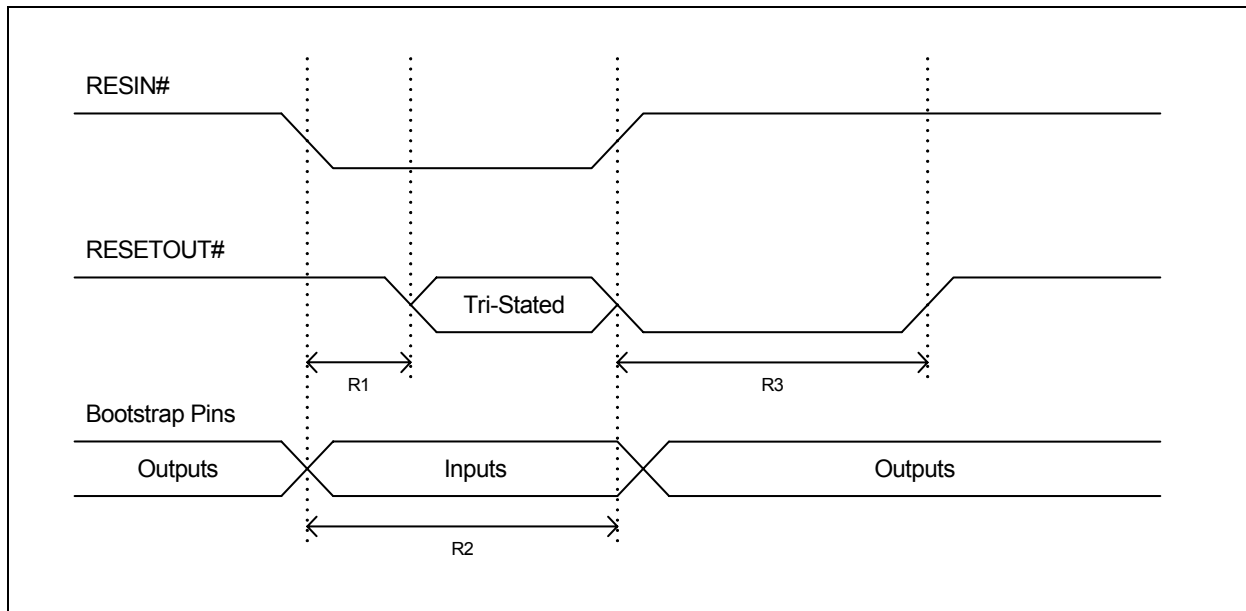 RESIN#
RESETOUT#
Tri-Stated
R1
R3
Bootstrap Pins
Outputs
Inputs
Outputs
R2